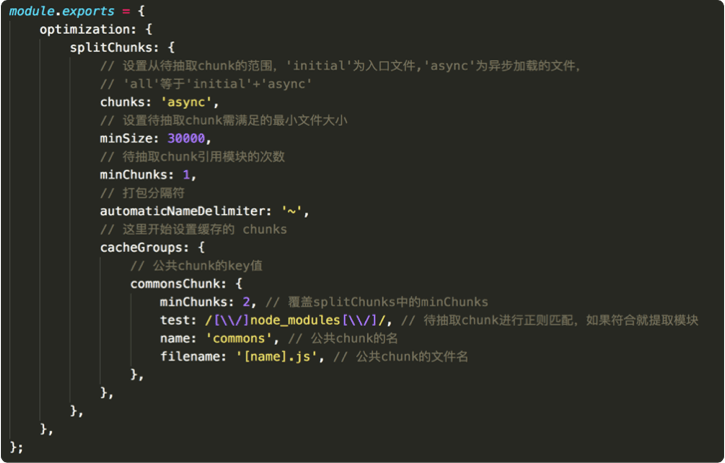 module.exports = {
    optimization: {
        splitChunks: {
            // 设置从待抽取chunk的范围，'initial'为入口文件,'async'为异步加载的文件，
            // 'all'等于'initial'+'async'
            chunks: 'async',
            // 设置待抽取chunk需满足的最小文件大小
            minSize: 30000,
            // 待抽取chunk引用模块的次数
            minChunks: 1,
            // 打包分隔符
            automaticNameDelimiter: '~',
            // 这里开始设置缓存的 chunks
            cacheGroups: {
                // 公共chunk的key值
                commonsChunk: {
                    minChunks: 2, // 覆盖splitChunks中的minChunks
                    test: /[\\/]node_modules[\\/]/, // 待抽取chunk进行正则匹配，如果符合就提取模块
                    name: 'commons', // 公共chunk的名
                    filename: '[name].js', // 公共chunk的文件名
                },
            },
        },
    },
};